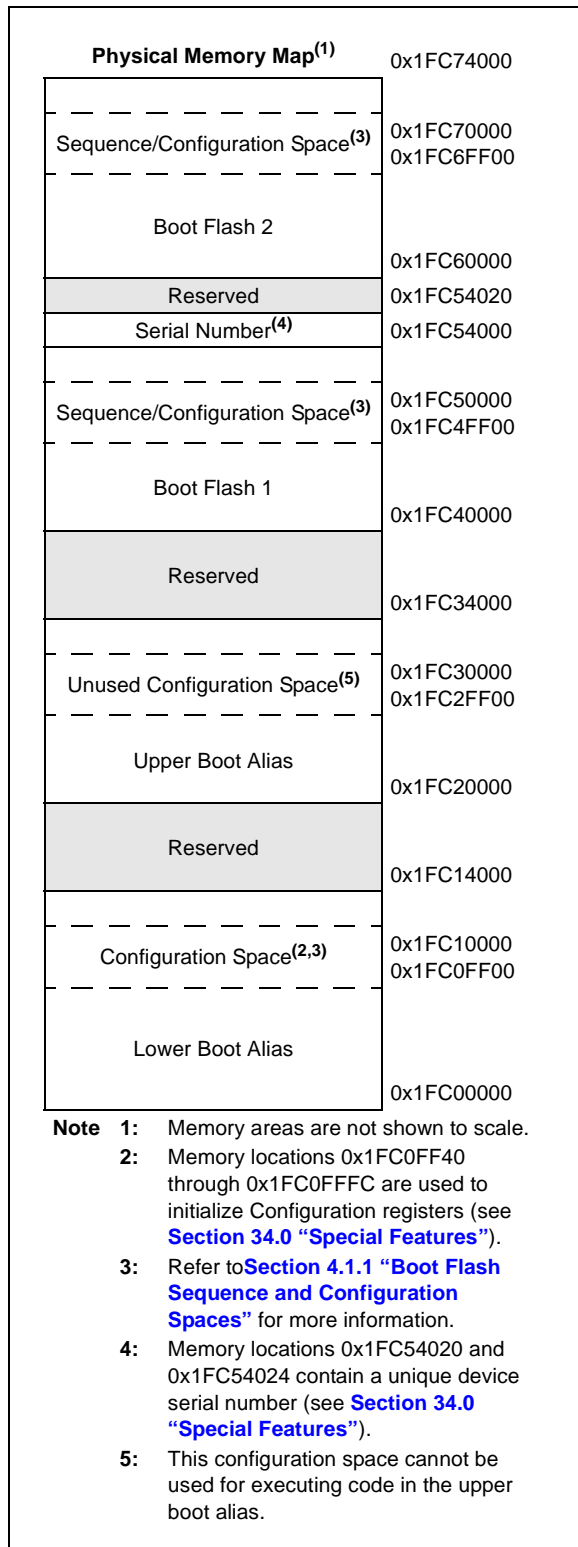 Physical Memory Map(1) 0x1FC74000
Sequence/Configuration Space(3) 0x1FC70000
0x1FC6FF00
Boot Flash 2
0x1FC60000
Reserved 0x1FC54020
Serial Number(4) 0x1FC54000
Sequence/Configuration Space(3) 0x1FC50000
0x1FC4FF00
Boot Flash 1
0x1FC40000
Reserved
0x1FC34000
Unused Configuration Space(5) 0x1FC30000
0x1FC2FF00
Upper Boot Alias
0x1FC20000
Reserved
0x1FC14000
Configuration Space(2,3) 0x1FC10000
0x1FC0FF00
Lower Boot Alias
0x1FC00000
Note 1: Memory areas are not shown to scale.
2: Memory locations 0x1FC0FF40
through 0x1FC0FFFC are used to
initialize Configuration registers (see
Section 34.0 “Special Features”).
3: Refer toSection 4.1.1 “Boot Flash
Sequence and Configuration
Spaces” for more information.
4: Memory locations 0x1FC54020 and
0x1FC54024 contain a unique device
serial number (see Section 34.0
“Special Features”).
5: This configuration space cannot be
used for executing code in the upper
boot alias.